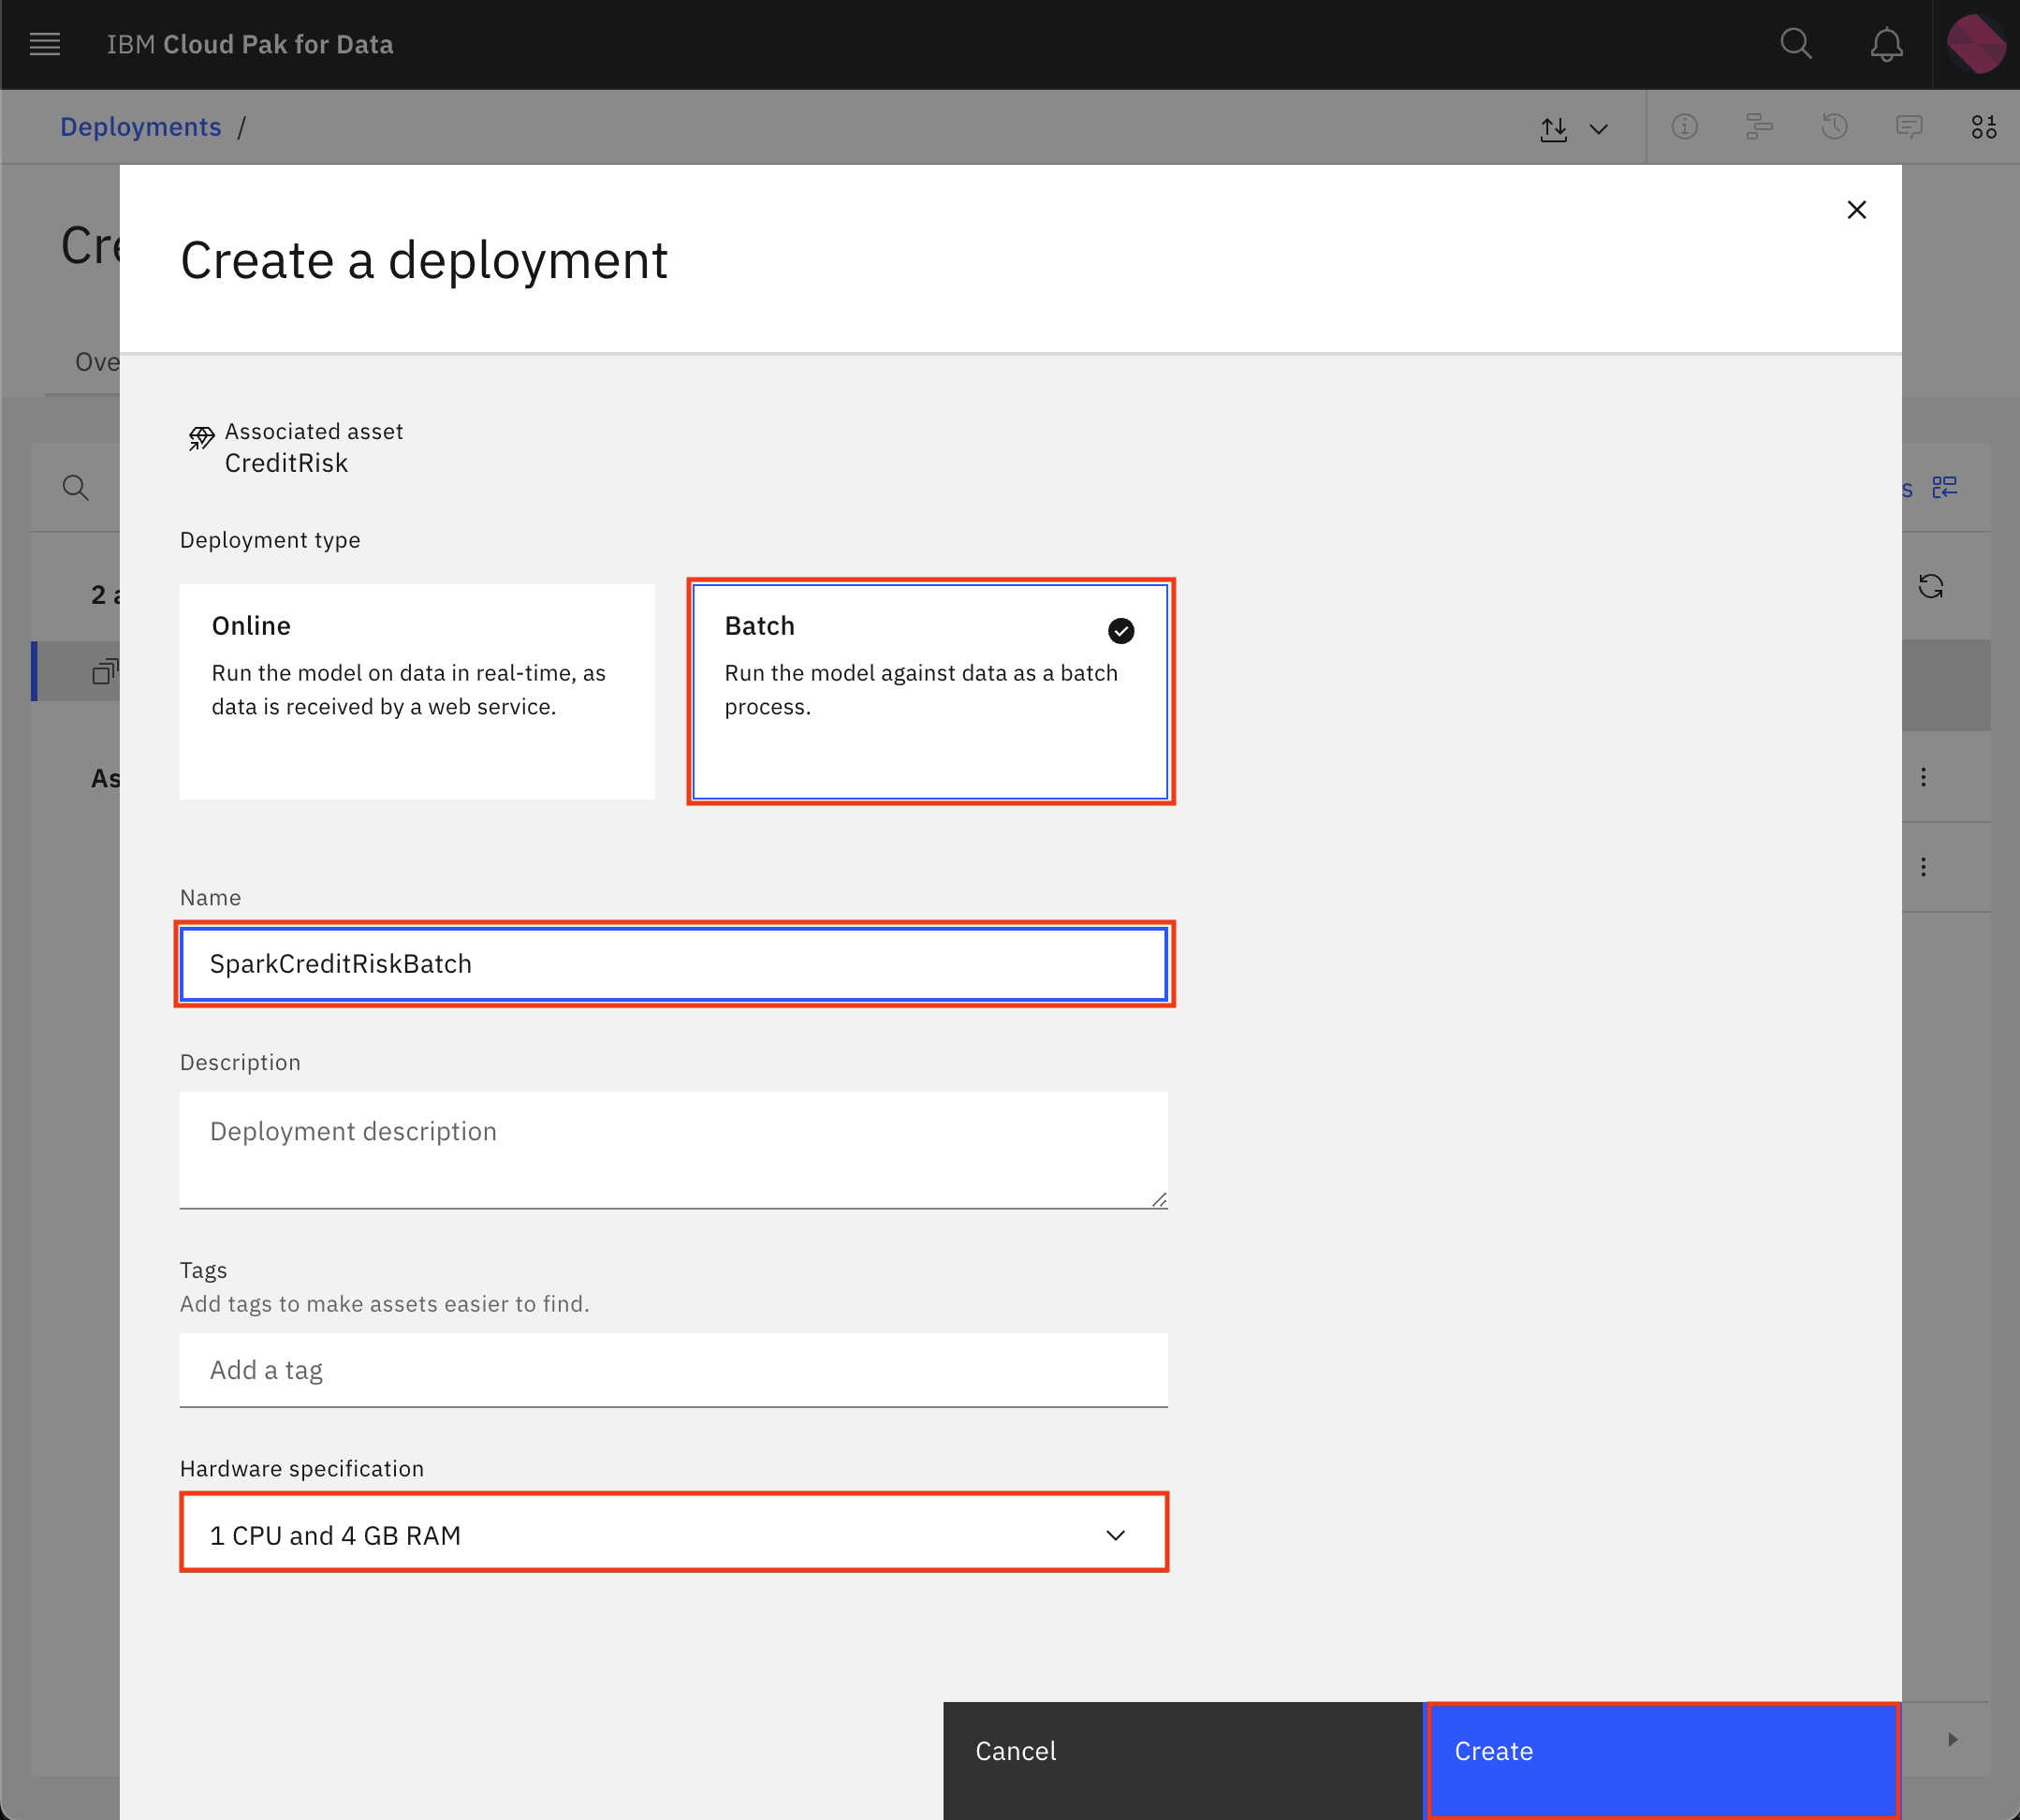 IBM Cloud Pak for Data
Deployments /
Cre
Create a deployment
Ove
Associated asset
CreditRisk
s
Deployment type
2 a
Online
Batch
Run the model on data in real-time, as
data is received by a web service.
Run the model against data as a batch
process.
As
Name
SparkCreditRiskBatch
Description
Deployment description
Tags
Add tags to make assets easier to find.
Add a tag
Hardware specification
1 CPU and 4 GB RAM
Cancel
Create